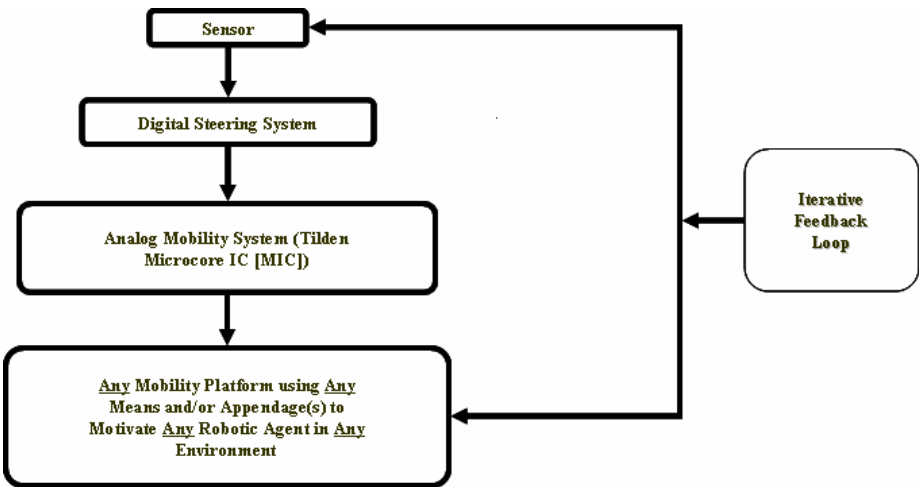 Sensor
Digital Steering System
Analog Mobility System (Tilden
Microcore IC [MIC])
Iterative
Feedback
Loop
Any Mobility Platform using Any
Means and/or Appendage(s) to
Motivate Any Robotic Agent in Any
Environment